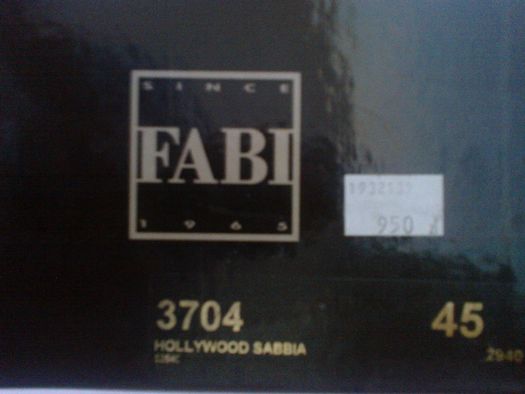 SINCE
FABI
1965
950
3704
45
HOLLYWOOD SABBIA
.2940